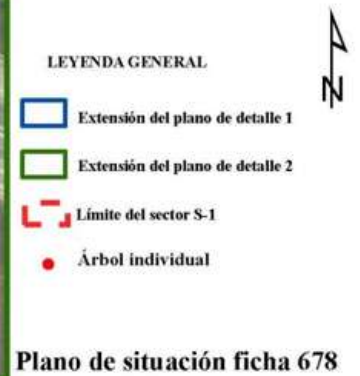 N
LEYENDA GENERAL
Extensión del plano de detalle 1
Extensión del plano de detalle 2
Límite del sector S-1
Árbol individual
Plano de situación ficha 678